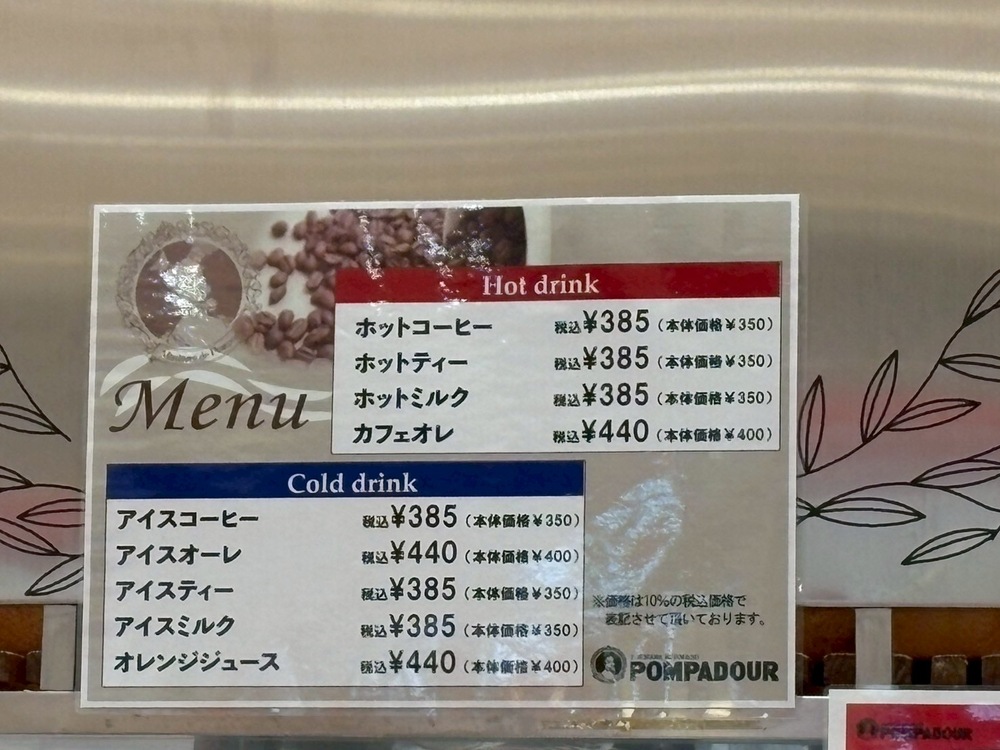 Menu
Hot drink
ホットコーヒー 税込¥385(本体価格¥350)
ホットティー 税込¥385(本体価格¥350)
ホットミルク 税込¥385(本体価格¥350)
カフェオレ 税込¥440(本体価格¥400)
Cold drink
アイスコーヒー 税込¥385(本体価格¥350)
アイスオーレ 税込¥440(本体価格¥400)
アイスティー 税込¥385(本体価格¥350)
アイスミルク 税込¥385(本体価格¥350)
オレンジジュース 税込¥440(本体価格¥400)
※価格は10%の税込価格で
表記させて頂いております。
POMPADOUR
POMPADOUR